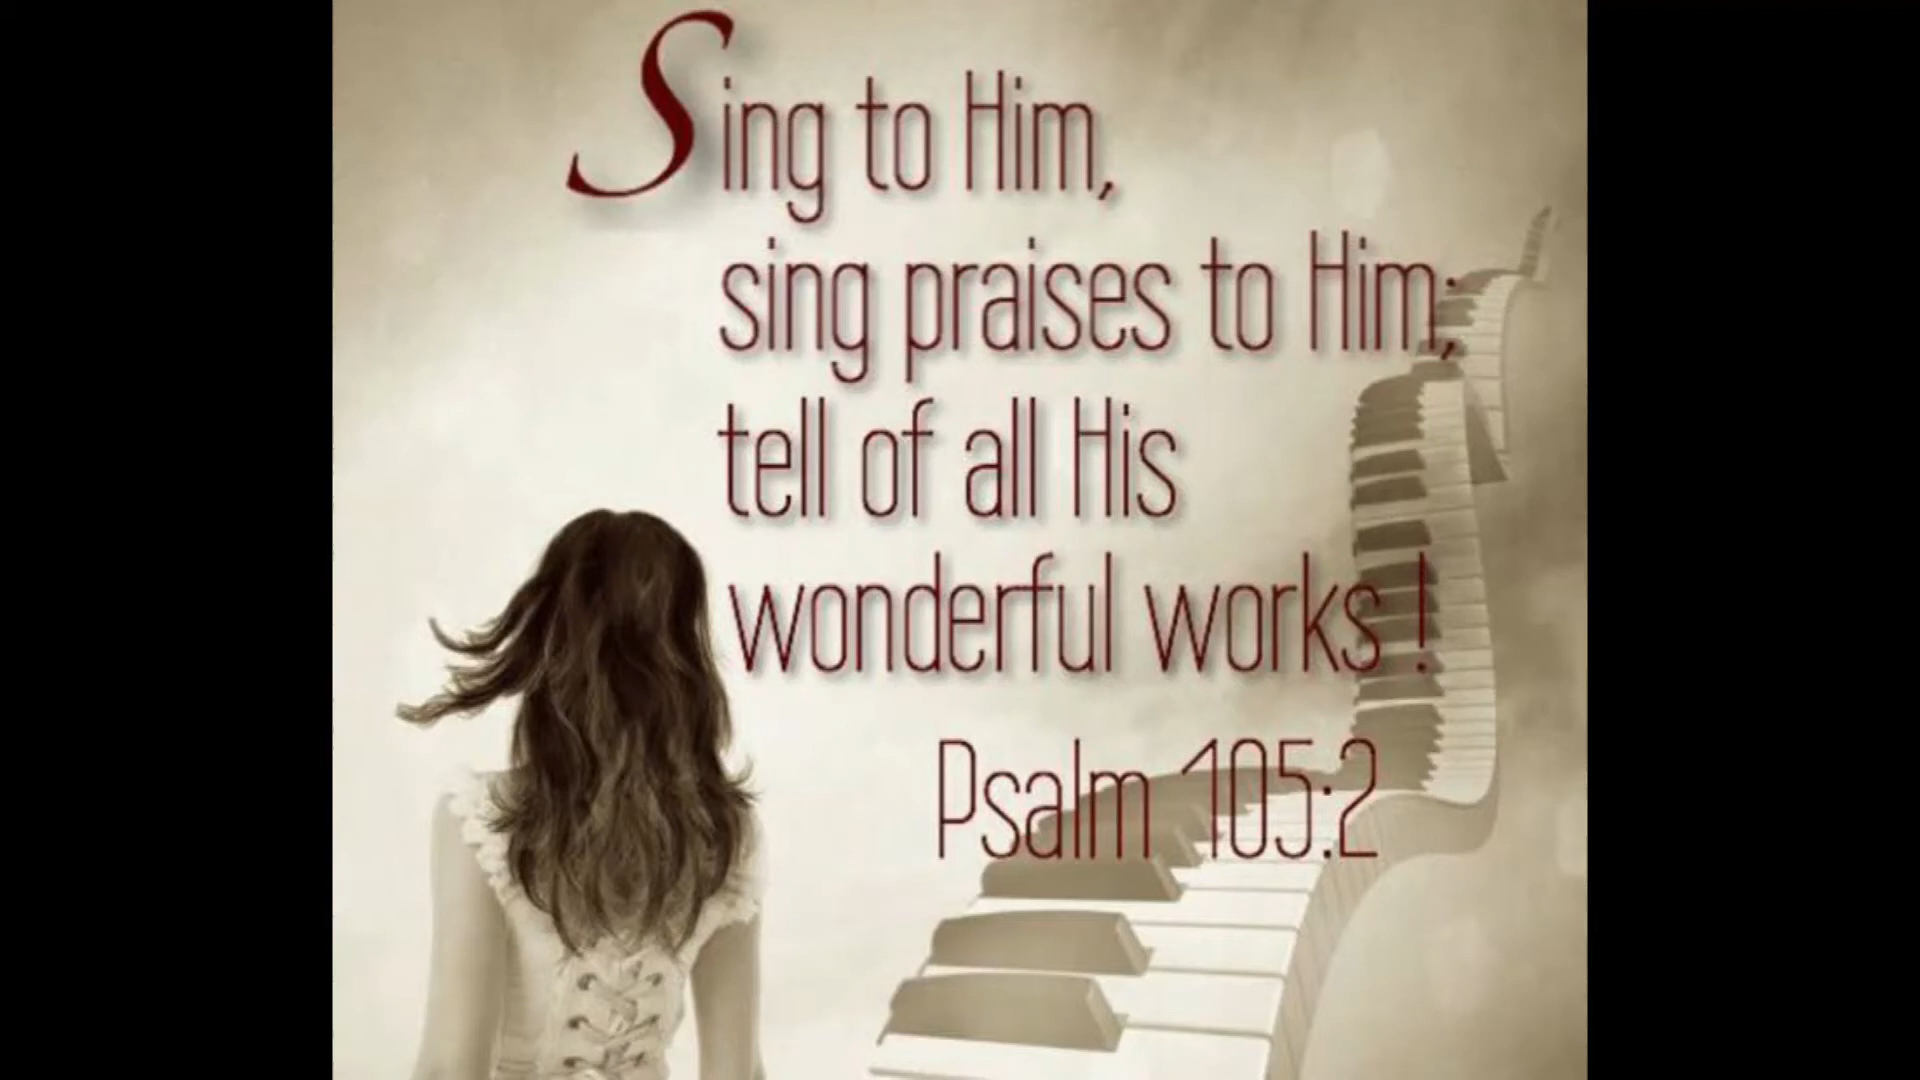 Sing to Him,
sing praises to Him;
tell of all His
wonderful works !
Psalm 105:2